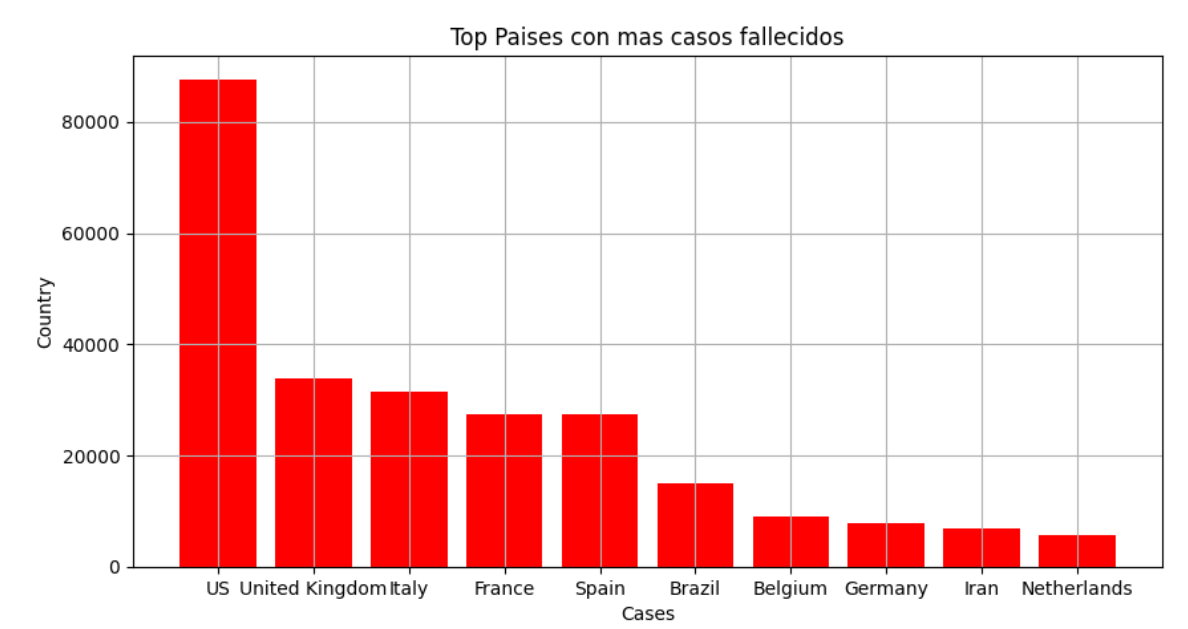 Top Paises con mas casos fallecidos
Country
80000
60000
40000
20000
0
US United Kingdom Italy France Spain Brazil Belgium Germany Iran Netherlands
Cases